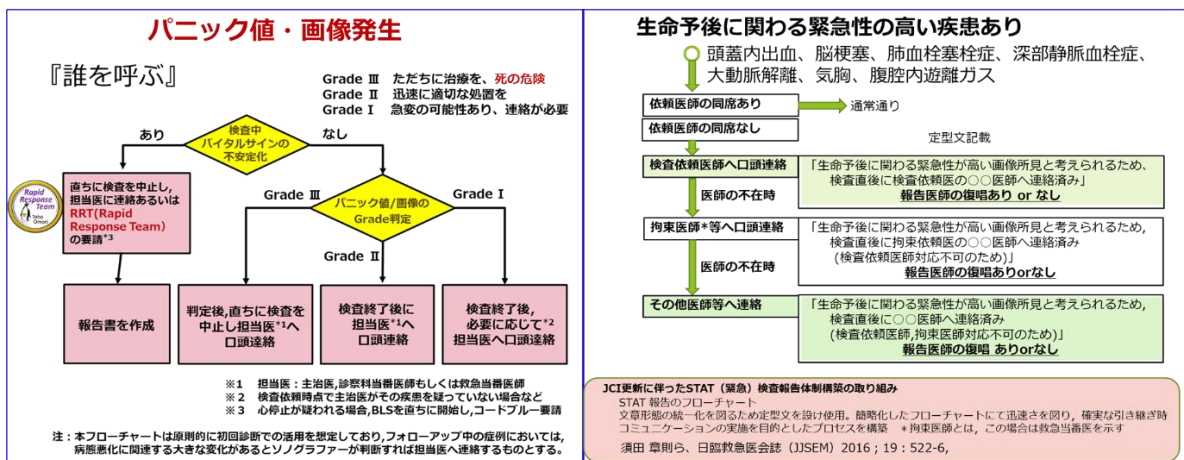 パニック値・画像発生
『誰を呼ぶ』
Grade Ⅲ ただちに治療を、死の危険
Grade Ⅱ 迅速に適切な処置を
Grade Ⅰ 急変の可能性あり、連絡が必要
検査中
バイタルサインの
不安定化
あり
なし
Rapid
Response
Team
Toho
Omori
直ちに検査を中止し,
担当医に連絡あるいは
RRT(Rapid
Response Team)
の要請*3
報告書を作成
パニック値/画像の
Grade判定
Grade Ⅲ
Grade Ⅰ
Grade Ⅱ
判定後,直ちに検査を
中止し担当医*1へ
口頭達絡
検査終了後に
担当医*1へ
口頭連絡
検査終了後,
必要に応じて*2
担当医へ口頭達絡
※1 担当医：主治医,診察科当番医師もしくは救急当番医師
※2 検査依頼時点で主治医がその疾患を疑っていない場合など
※3 心停止が疑われる場合,BLSを直ちに開始し,コードブルー要請
注：本フローチャートは原則的に初回診断での活用を想定しており,フォローアップ中の症例においては,
病態悪化に関連する大きな変化があるとソノグラファーが判断すれば担当医へ連絡するものとする。
生命予後に関わる緊急性の高い疾患あり
頭蓋内出血、脳梗塞、肺血栓塞栓症、深部静脈血栓症、
大動脈解離、気胸、腹腔内遊離ガス
依頼医師の同席あり
通常通り
依頼医師の同席なし
定型文記載
検査依頼医師へ口頭連絡
「生命予後に関わる緊急性が高い画像所見と考えられるため、
検査直後に検査依頼医の○○医師へ連絡済み」
報告医師の復唱あり or なし
医師の不在時
拘束医師*等へ口頭連絡
「生命予後に関わる緊急性が高い画像所見と考えられるため,
検査直後に拘束依頼医の○○医師へ連絡済み
(検査依頼医師対応不可のため)」
報告医師の復唱ありorなし
医師の不在時
その他医師等へ連絡
「生命予後に関わる緊急性が高い画像所見と考えられるため,
検査直後に○○医師へ連絡済み
(検査依頼医師,拘束医師対応不可のため)」
報告医師の復唱 ありorなし
JCI更新に伴ったSTAT（緊急）検査報告体制構築の取り組み
STAT 報告のフローチャート
文章形態の統一化を図るため定型文を設け使用。簡略化したフローチャートにて迅速さを図り，確実な引き継ぎ時
コミュニケーションの実施を目的としたプロセスを構築 *拘束医師とは，この場合は救急当番医を示す
須田 章則ら、日臨救急医会誌（JJSEM）2016；19：522-6,